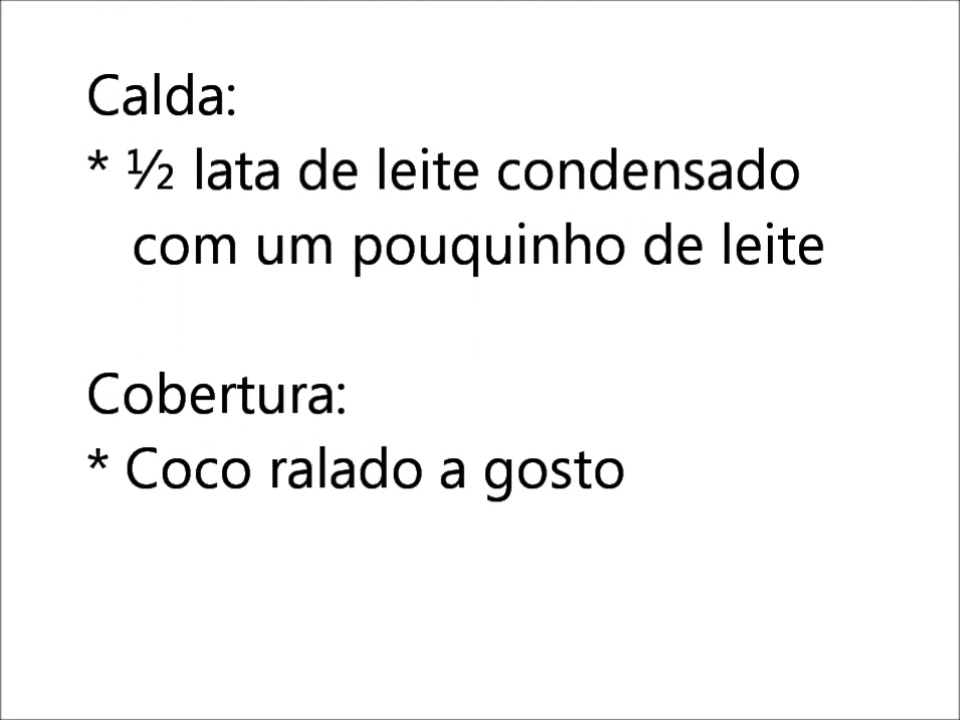 Calda:
* ½ lata de leite condensado
com um pouquinho de leite
Cobertura:
* Coco ralado a gosto